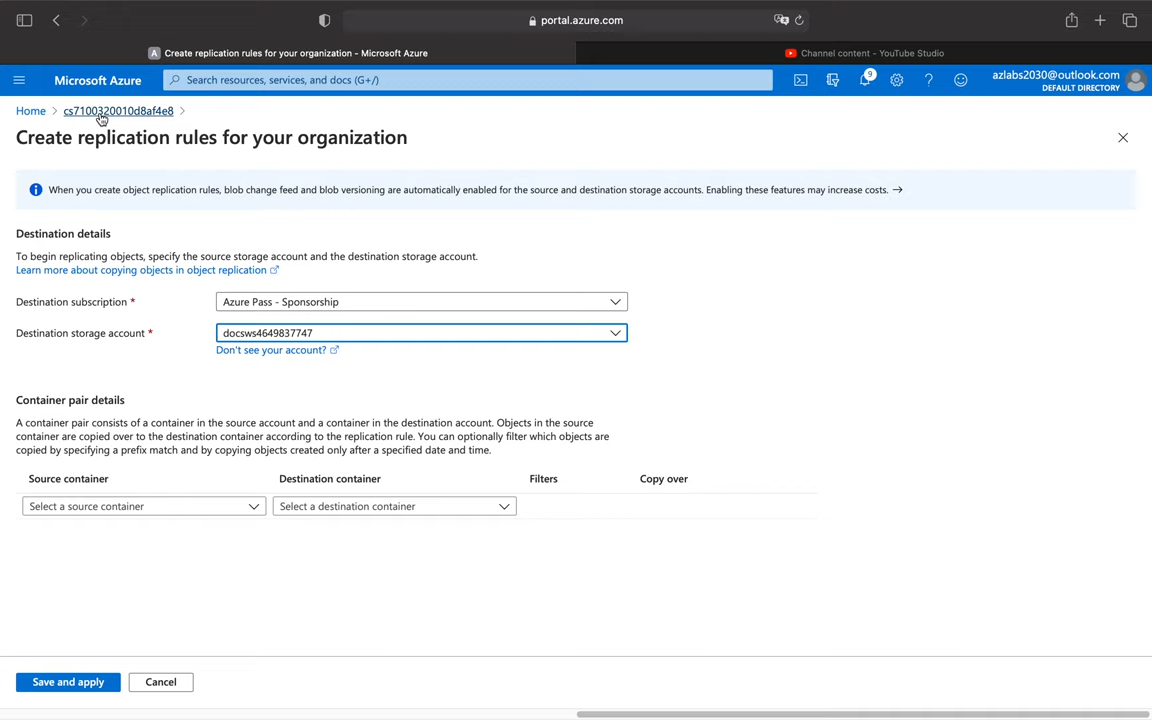 portal.azure.com
Create replication rules for your organization - Microsoft Azure
Channel content - YouTube Studio
Microsoft Azure
Search resources, services, and docs (G+/)
9
azlabs2030@outlook.com
DEFAULT DIRECTORY
Home > cs7100320010d8af4e8 >
Create replication rules for your organization
When you create object replication rules, blob change feed and blob versioning are automatically enabled for the source and destination storage accounts. Enabling these features may increase costs. →
Destination details
To begin replicating objects, specify the source storage account and the destination storage account.
Learn more about copying objects in object replication
Destination subscription * Azure Pass - Sponsorship
Destination storage account * docsws4649837747
Don't see your account?
Container pair details
A container pair consists of a container in the source account and a container in the destination account. Objects in the source
container are copied over to the destination container according to the replication rule. You can optionally filter which objects are
copied by specifying a prefix match and by copying objects created only after a specified date and time.
Source container Destination container Filters Copy over
Select a source container Select a destination container
Save and apply Cancel